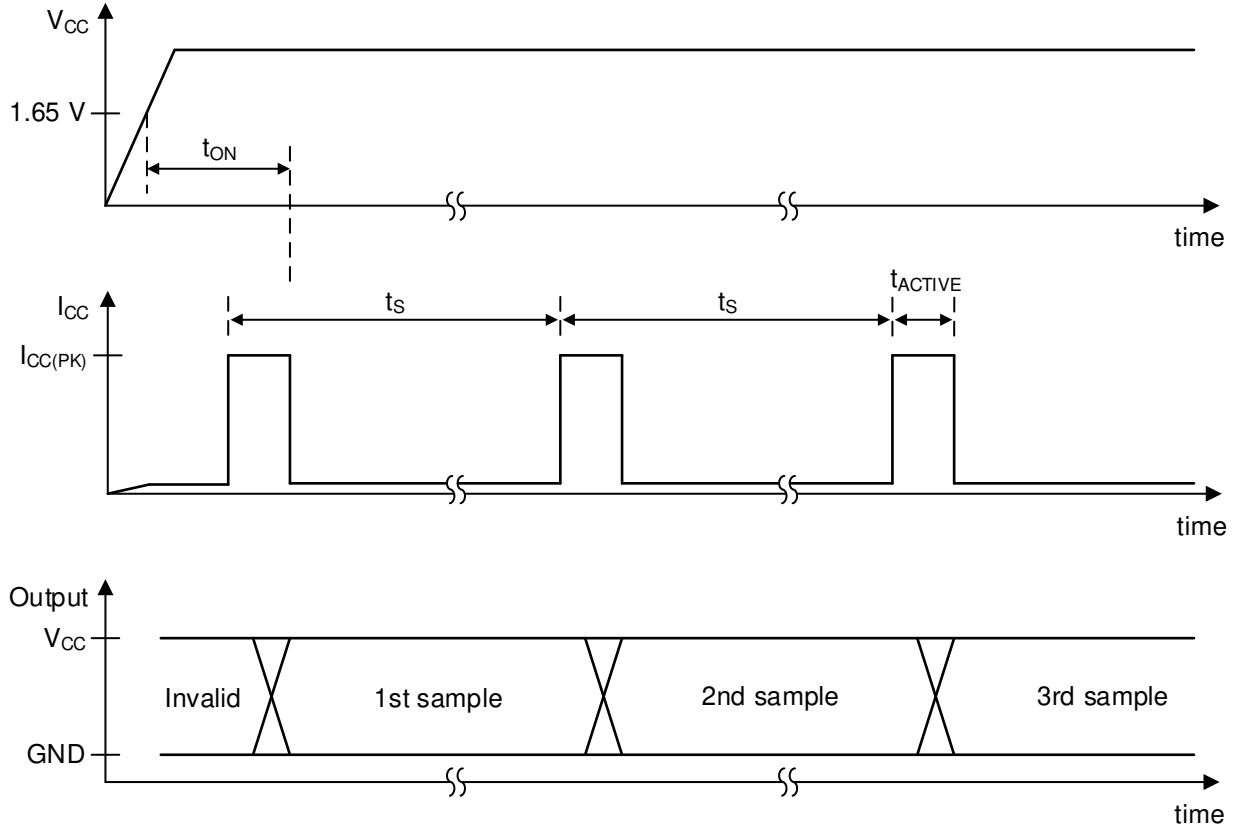 VCC
1.65 V
tON
time
ICC
tS
tS
tACTIVE
ICC(PK)
time
Output
VCC
Invalid
1st sample
2nd sample
3rd sample
GND
time